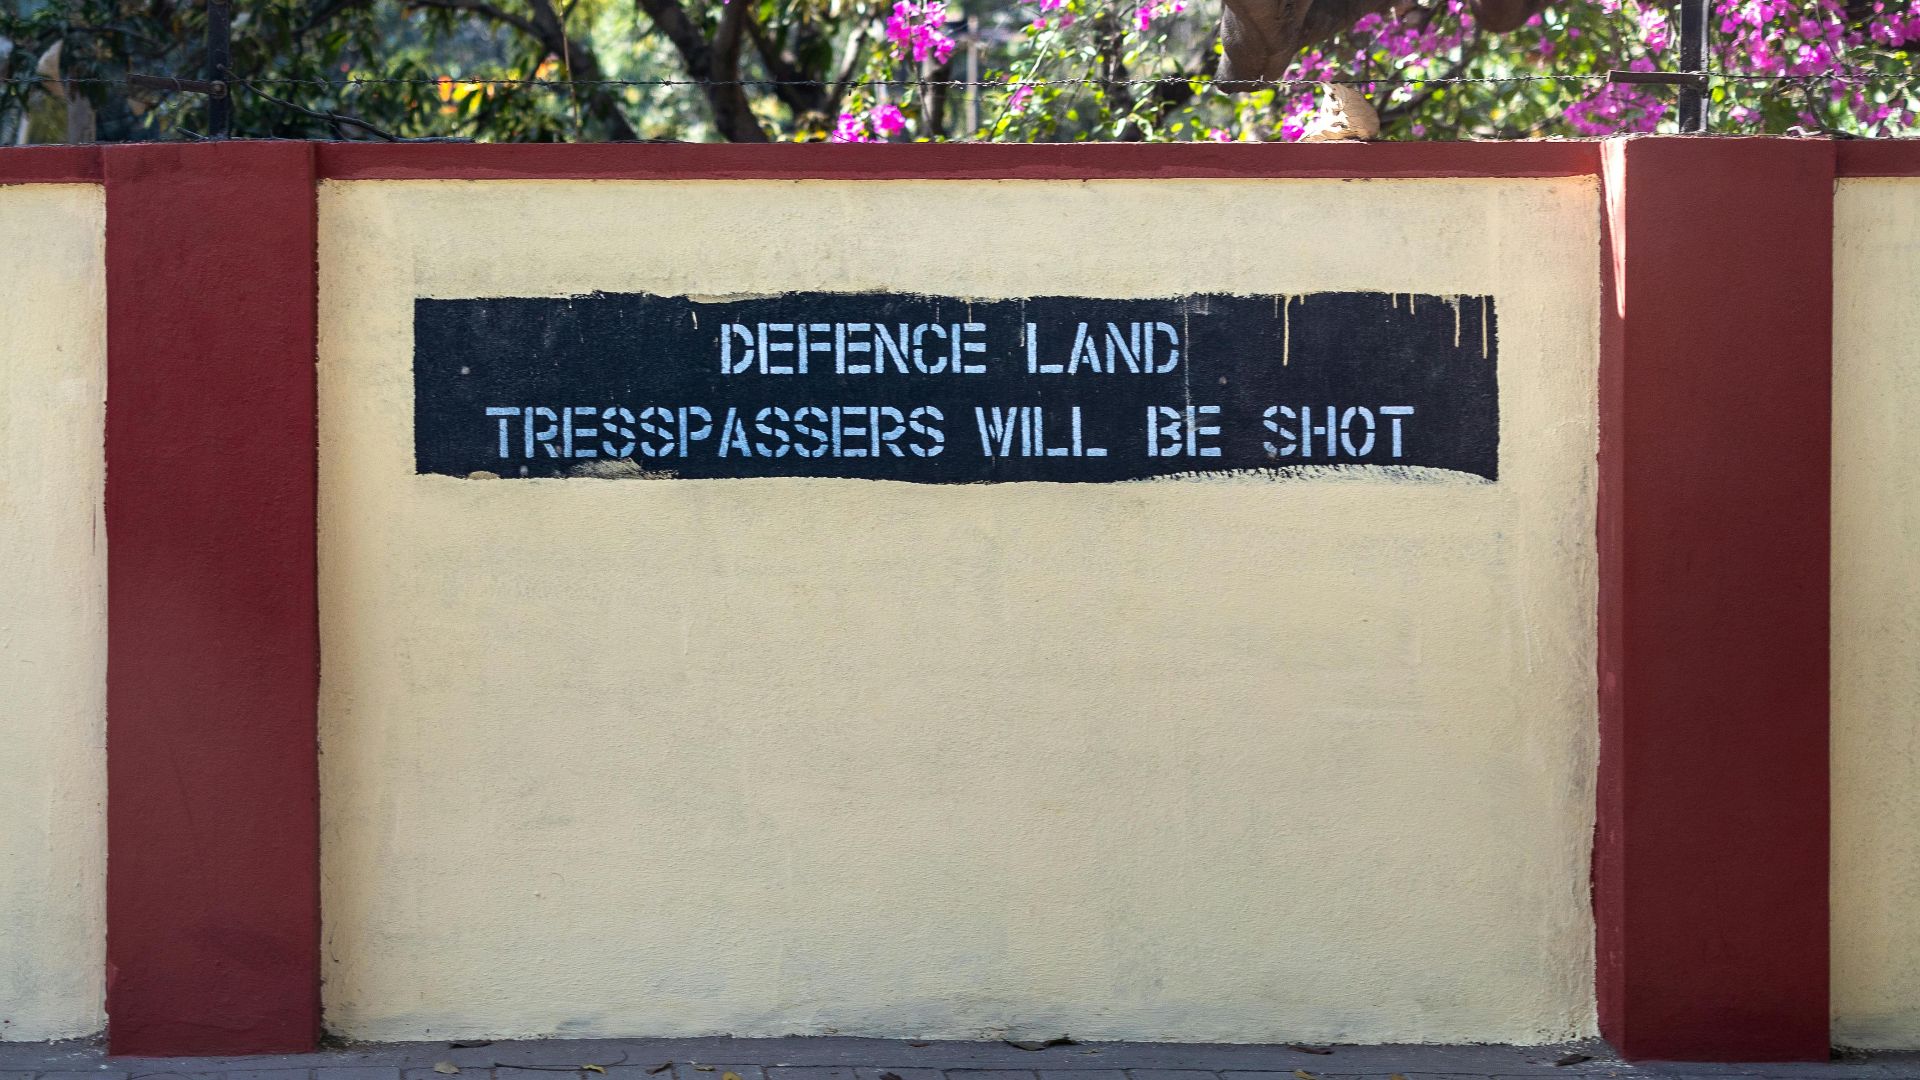 DEFENCE LAND
TRESSPASSERS WILL BE SHOT